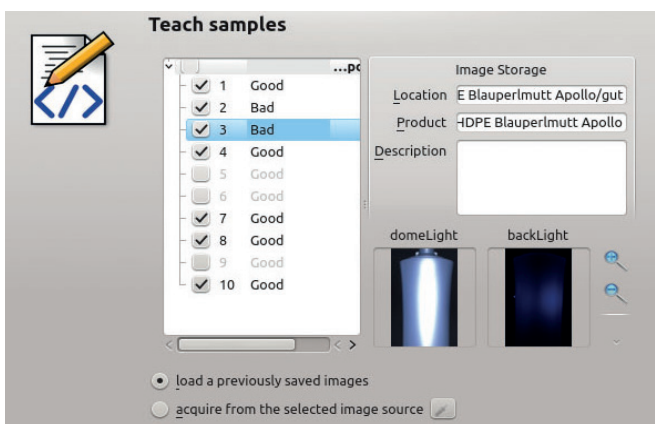 Teach samples
...pc
1 Good
2 Bad
3 Bad
4 Good
5 Good
6 Good
7 Good
8 Good
9 Good
10 Good
Image Storage
Location E Blauperlmutt Apollo/gut
Product HDPE Blauperlmutt Apollo
Description
domeLight backLight
load a previously saved images
acquire from the selected image source